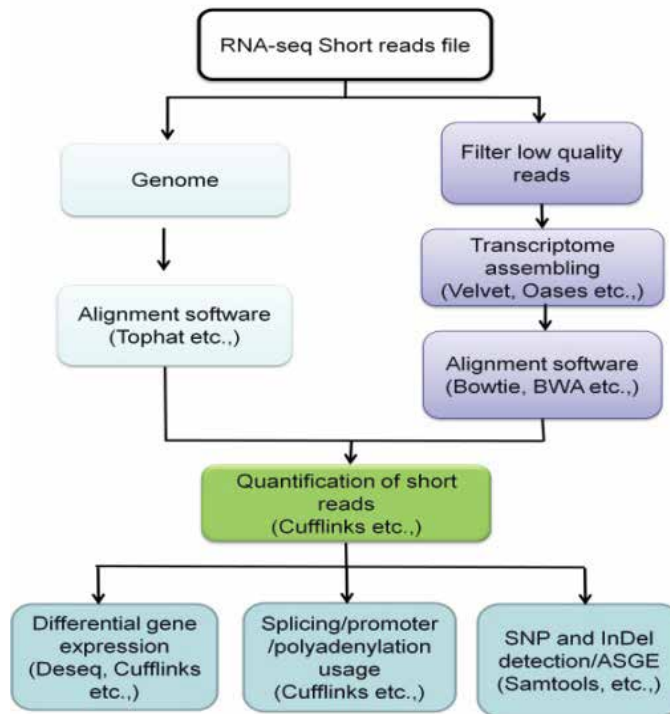 RNA-seq Short reads file
Genome
Alignment software
(Tophat etc.,)
Filter low quality
reads
Transcriptome
assembling
(Velvet, Oases etc.,)
Alignment software
(Bowtie, BWA etc.,)
Quantification of short
reads
(Cufflinks etc.,)
Differential gene
expression
(Deseq, Cufflinks
etc.,)
Splicing/promoter
/polyadenylation
usage
(Cufflinks etc.,)
SNP and InDel
detection/ASGE
(Samtools, etc.,)